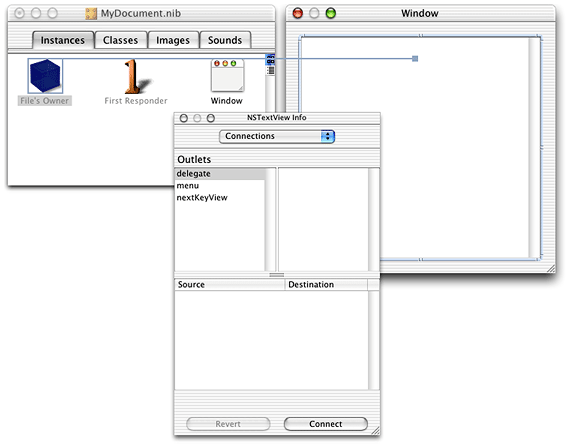 MyDocument.nib
Instances Classes Images Sounds
File's Owner First Responder Window
Window
NSTextView Info
Connections
Outlets
delegate
menu
nextKeyView
Source Destination
Revert Connect